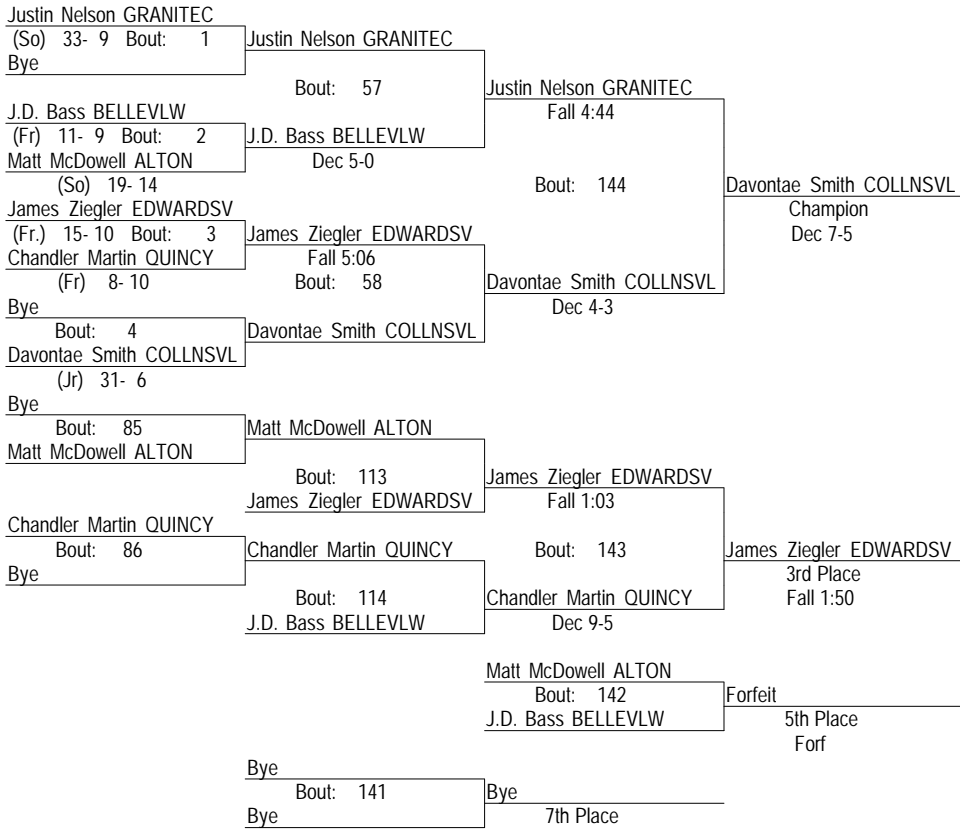 Justin Nelson GRANITEC
(So) 33- 9 Bout: 1
Justin Nelson GRANITEC
Bye
Bout: 57
Justin Nelson GRANITEC
Fall 4:44
J.D. Bass BELLEVLW
(Fr) 11- 9 Bout: 2
J.D. Bass BELLEVLW
Matt McDowell ALTON
Dec 5-0
(So) 19- 14
Bout: 144
Davontae Smith COLLNSVL
Champion
Dec 7-5
James Ziegler EDWARDSV
(Fr.) 15- 10 Bout: 3
James Ziegler EDWARDSV
Chandler Martin QUINCY
Fall 5:06
(Fr) 8- 10
Bout: 58
Davontae Smith COLLNSVL
Dec 4-3
Bye
Bout: 4
Davontae Smith COLLNSVL
Davontae Smith COLLNSVL
(Jr) 31- 6
Bye
Bout: 85
Matt McDowell ALTON
Matt McDowell ALTON
Bout: 113
James Ziegler EDWARDSV
James Ziegler EDWARDSV
Fall 1:03
Chandler Martin QUINCY
Bout: 86
Chandler Martin QUINCY
Bout: 143
James Ziegler EDWARDSV
Bye
3rd Place
Fall 1:50
Bout: 114
Chandler Martin QUINCY
J.D. Bass BELLEVLW
Dec 9-5
Matt McDowell ALTON
Bout: 142
Forfeit
J.D. Bass BELLEVLW
5th Place
Forf
Bye
Bout: 141
Bye
Bye
7th Place